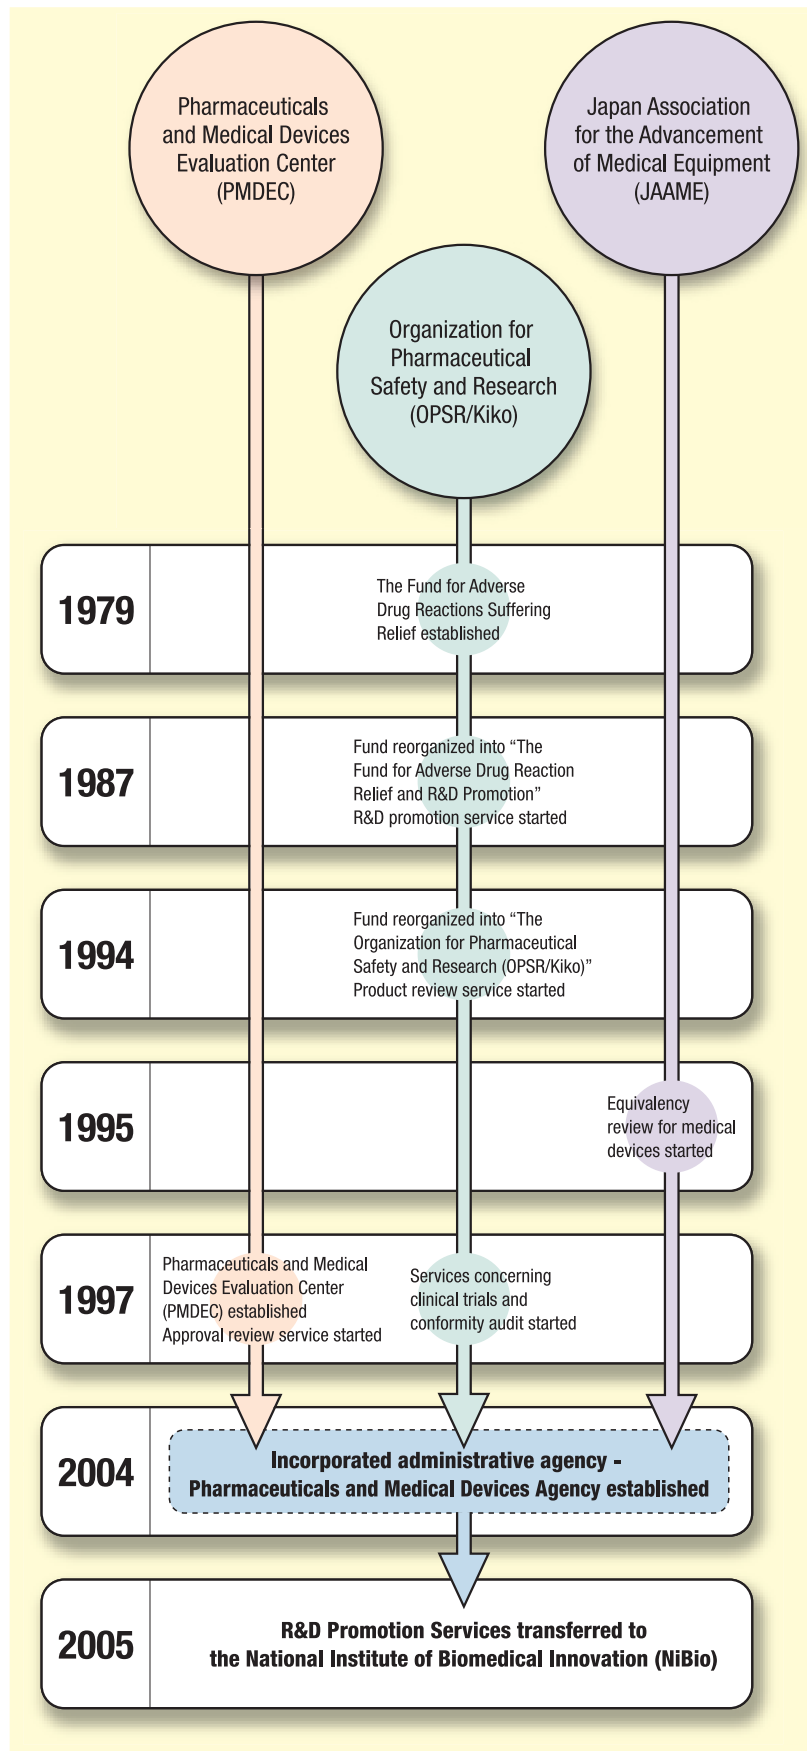 Pharmaceuticals
and Medical Devices
Evaluation Center
(PMDEC)
Japan Association
for the Advancement
of Medical Equipment
(JAAME)
Organization for
Pharmaceutical
Safety and Research
(OPSR/Kiko)
1979
The Fund for Adverse
Drug Reactions Suffering
Relief established
1987
Fund reorganized into “The
Fund for Adverse Drug Reaction
Relief and R&D Promotion”
R&D promotion service started
1994
Fund reorganized into “The
Organization for Pharmaceutical
Safety and Research (OPSR/Kiko)”
Product review service started
1995
Equivalency
review for medical
devices started
1997
Pharmaceuticals and Medical
Devices Evaluation Center
(PMDEC) established
Approval review service started
Services concerning
clinical trials and
conformity audit started
2004
Incorporated administrative agency -
Pharmaceuticals and Medical Devices Agency established
2005
R&D Promotion Services transferred to
the National Institute of Biomedical Innovation (NiBio)